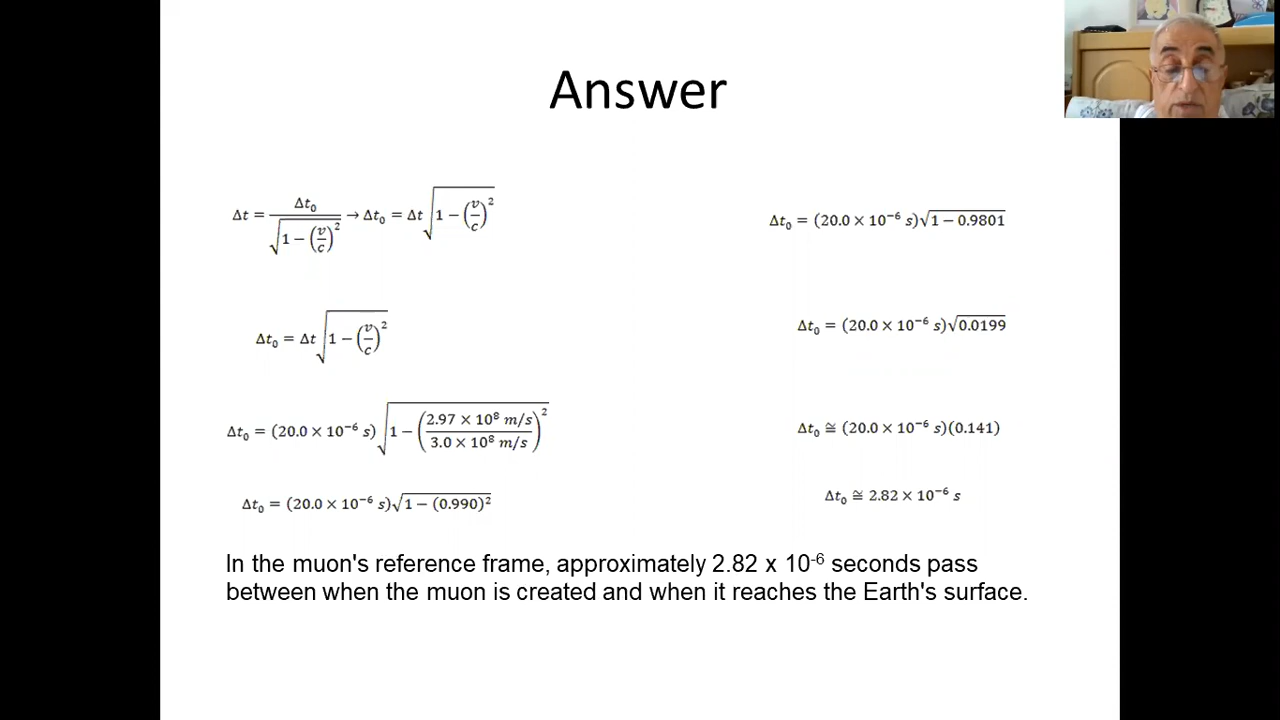 Answer
Δt = Δt₀ / √(1 − (v/c)²) → Δt₀ = Δt √(1 − (v/c)²)
Δt₀ = Δt √(1 − (v/c)²)
Δt₀ = (20.0 × 10⁻⁶ s) √(1 − ((2.97 × 10⁸ m/s) / (3.0 × 10⁸ m/s))²)
Δt₀ = (20.0 × 10⁻⁶ s)√(1 − (0.990)²)
Δt₀ = (20.0 × 10⁻⁶ s)√(1 − 0.9801)
Δt₀ = (20.0 × 10⁻⁶ s)√0.0199
Δt₀ ≅ (20.0 × 10⁻⁶ s)(0.141)
Δt₀ ≅ 2.82 × 10⁻⁶ s
In the muon's reference frame, approximately 2.82 x 10⁻⁶ seconds pass
between when the muon is created and when it reaches the Earth's surface.